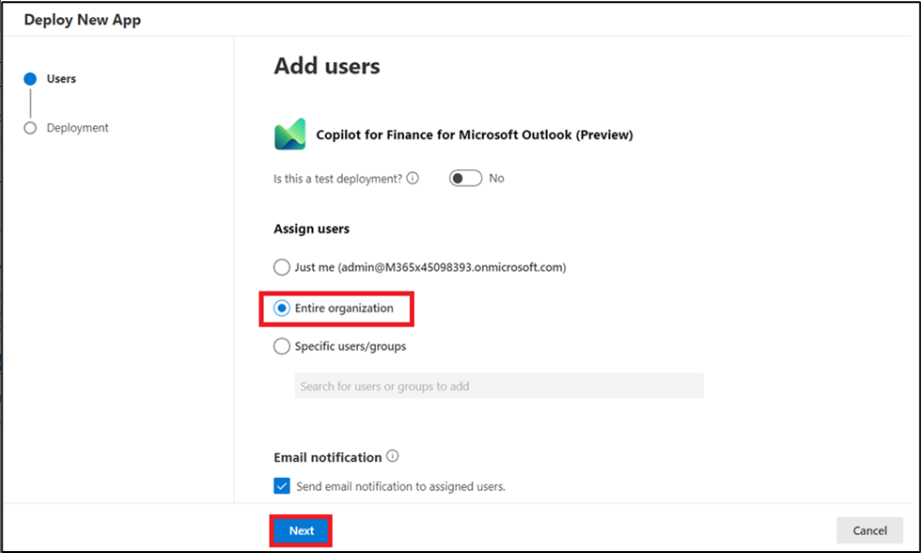 Deploy New App
Users
Deployment
Add users
Copilot for Finance for Microsoft Outlook (Preview)
Is this a test deployment? No
Assign users
Just me (admin@M365x45098393.onmicrosoft.com)
Entire organization
Specific users/groups
Search for users or groups to add
Email notification
Send email notification to assigned users.
Next
Cancel